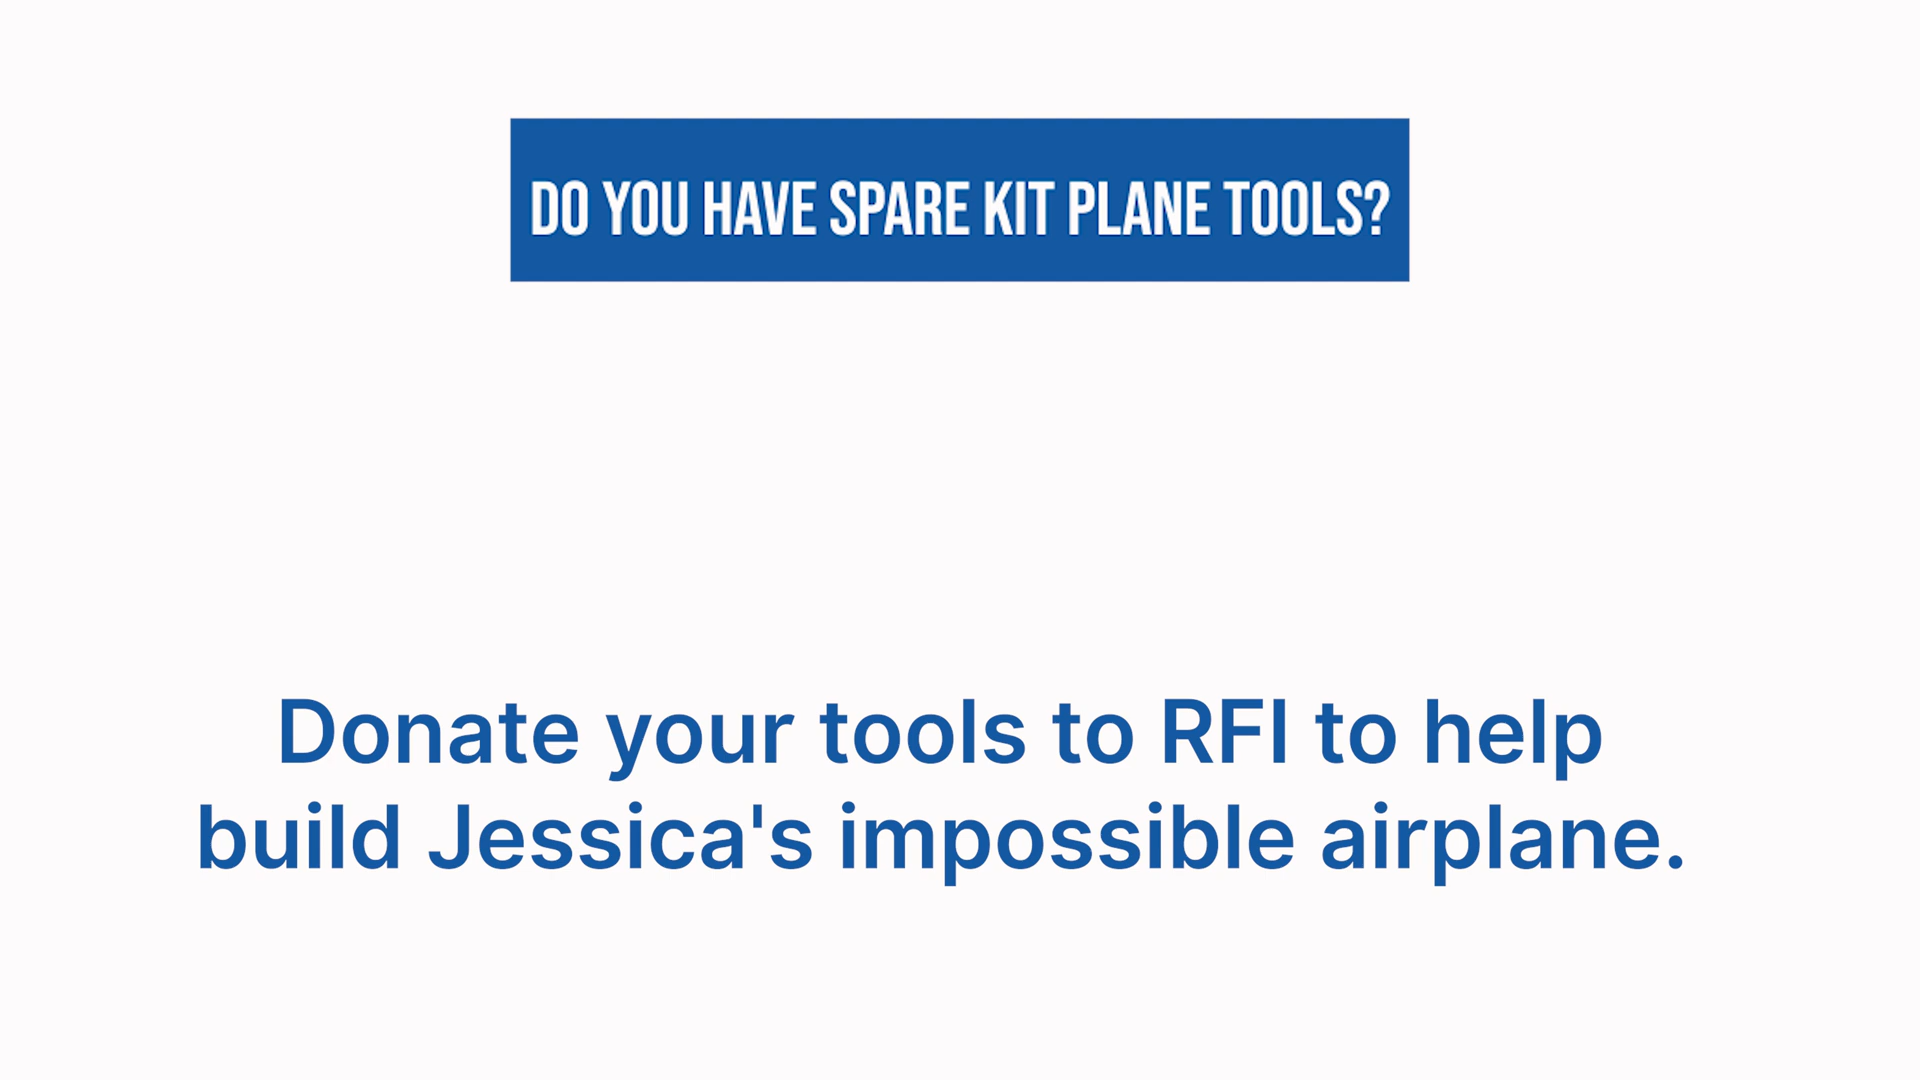 DO YOU HAVE SPARE KIT PLANE TOOLS?
Donate your tools to RFI to help
build Jessica's impossible airplane.